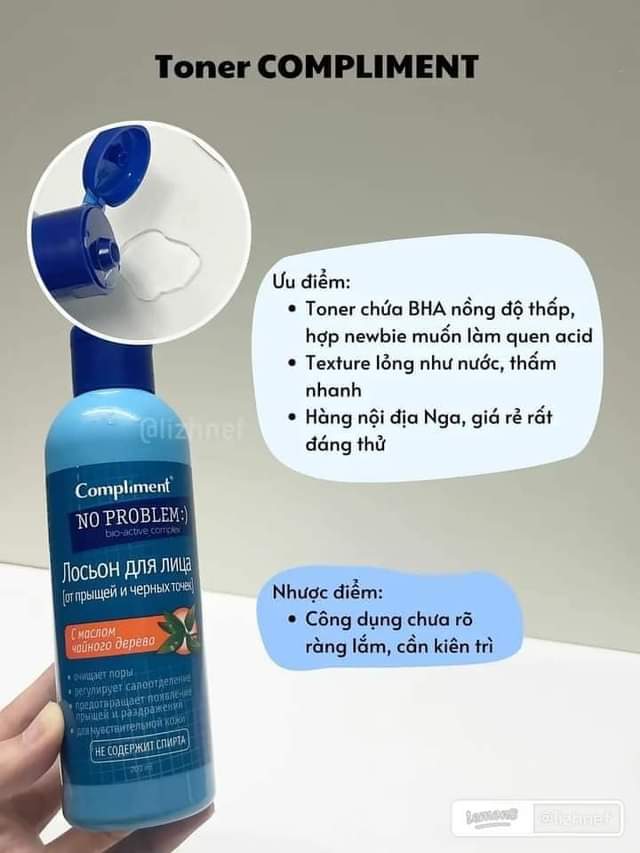 Toner COMPLIMENT
Ưu điểm:
• Toner chứa BHA nồng độ thấp,
hợp newbie muốn làm quen acid
• Texture lỏng như nước, thấm
nhanh
• Hàng nội địa Nga, giá rẻ rất
đáng thử
@lizhnef
Compliment
NO PROBLEM:)
bio-active complex
Лосьон для лица
[от прыщей и черных точек]
С маслом
чайного дерева
• очищает поры
• регулирует салоотделение
• предотвращает появление
прыщей и раздражения
• для чувствительной кожи
НЕ СОДЕРЖИТ СПИРТА
Nhược điểm:
• Công dụng chưa rõ
ràng lắm, cần kiên trì
lemon8
@lizhnef